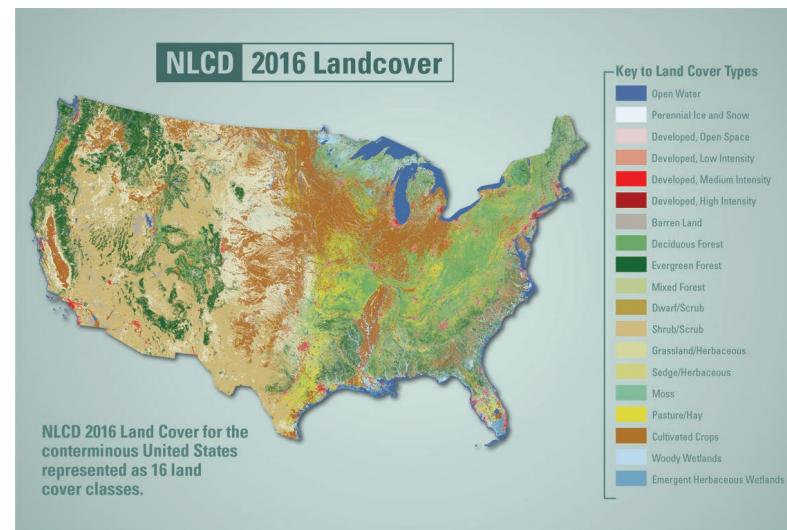 NLCD 2016 Landcover
Key to Land Cover Types
Open Water
Perennial Ice and Snow
Developed, Open Space
Developed, Low Intensity
Developed, Medium Intensity
Developed, High Intensity
Barren Land
Deciduous Forest
Evergreen Forest
Mixed Forest
Dwarf/Scrub
Shrub/Scrub
Grassland/Herbaceous
Sedge/Herbaceous
Moss
Pasture/Hay
Cultivated Crops
Woody Wetlands
Emergent Herbaceous Wetlands
NLCD 2016 Land Cover for the
conterminous United States
represented as 16 land
cover classes.